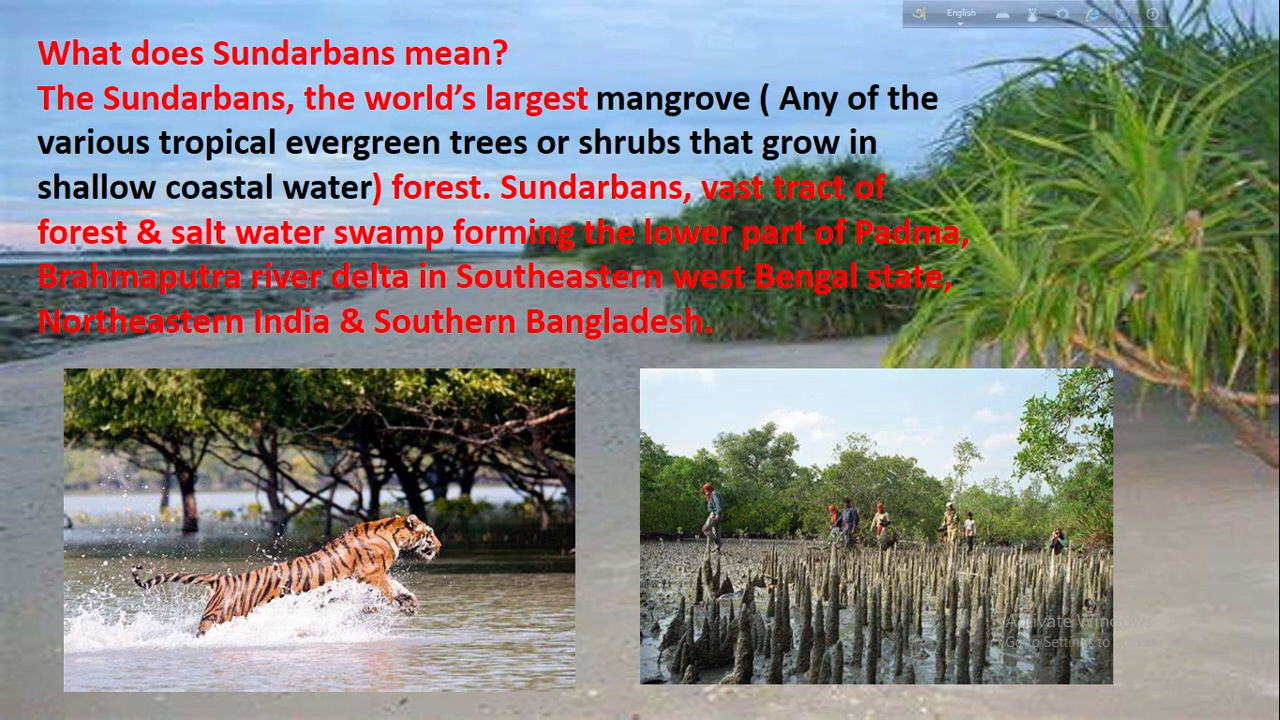 English
What does Sundarbans mean?
The Sundarbans, the world’s largest mangrove ( Any of the
various tropical evergreen trees or shrubs that grow in
shallow coastal water) forest. Sundarbans, vast tract of
forest & salt water swamp forming the lower part of Padma,
Brahmaputra river delta in Southeastern west Bengal state,
Northeastern India & Southern Bangladesh.
Activate Windows
Go to Settings to